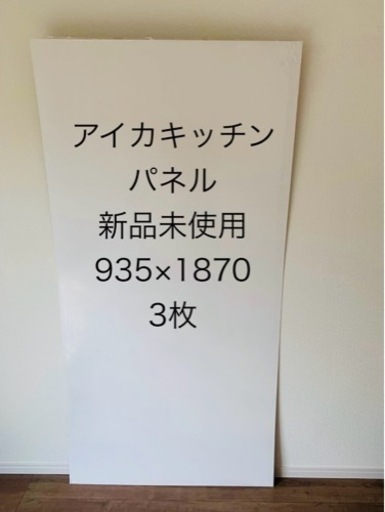 アイカキッチン
パネル
新品未使用
935×1870
3枚